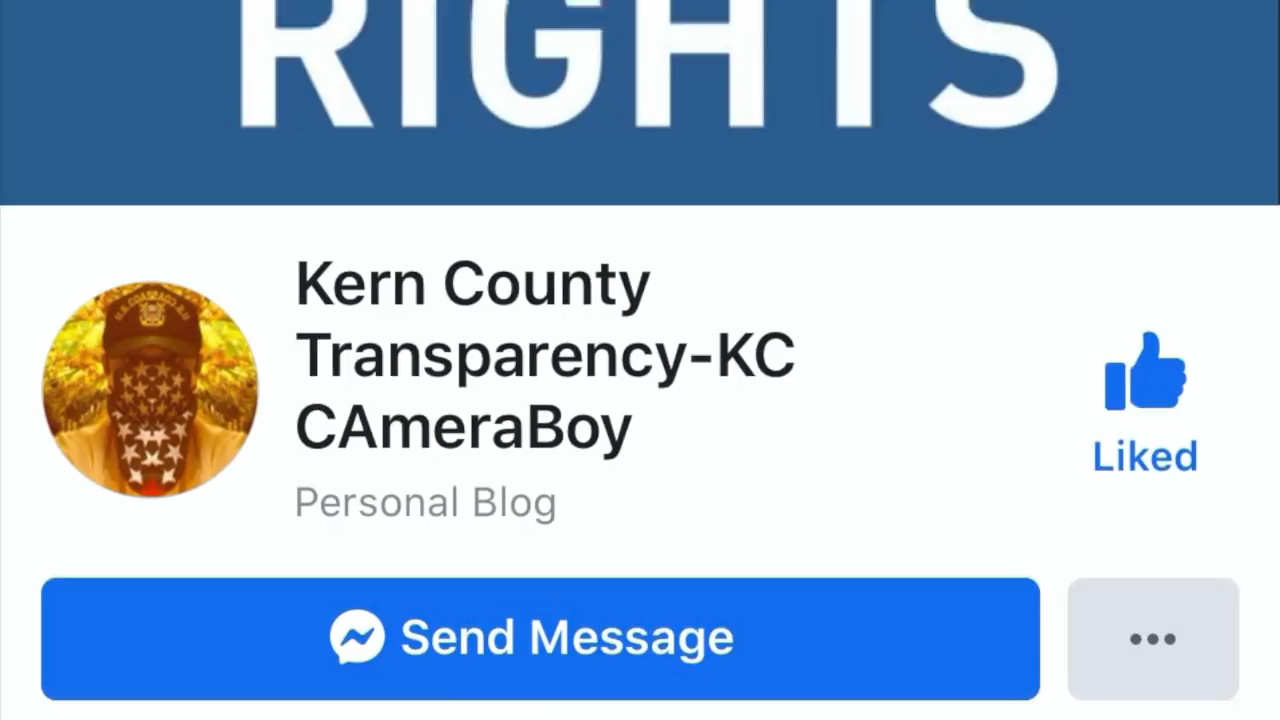 RIGHTS
Kern County
Transparency-KC
CAmeraBoy
Personal Blog
Liked
Send Message